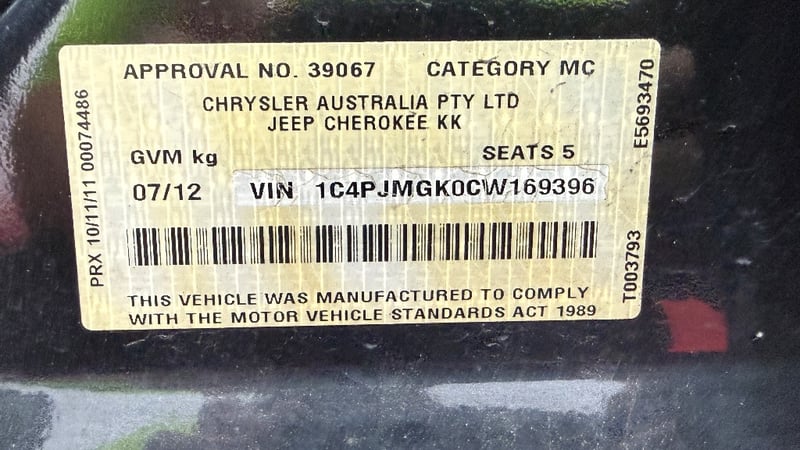 APPROVAL NO. 39067 CATEGORY MC
CHRYSLER AUSTRALIA PTY LTD
JEEP CHEROKEE KK
GVM kg SEATS 5
07/12 VIN 1C4PJMGK0CW169396
THIS VEHICLE WAS MANUFACTURED TO COMPLY
WITH THE MOTOR VEHICLE STANDARDS ACT 1989
PRX 10/11/11 00074486
E5693470
T003793